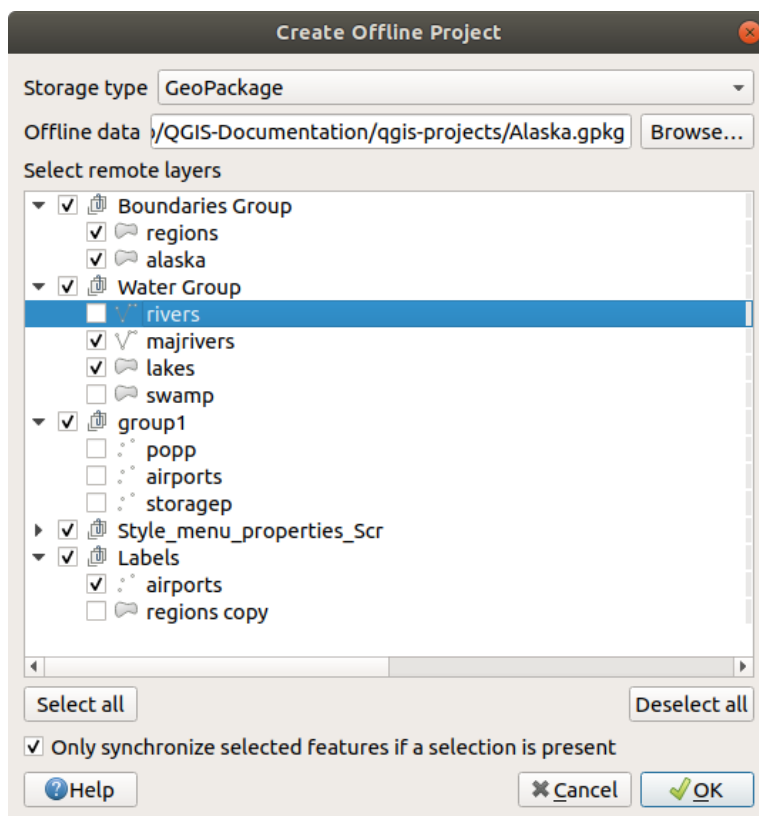 Create Offline Project
Storage type GeoPackage
Offline data /QGIS-Documentation/qgis-projects/Alaska.gpkg Browse...
Select remote layers
Boundaries Group
regions
alaska
Water Group
rivers
majrivers
lakes
swamp
group1
popp
airports
storagep
Style_menu_properties_Scr
Labels
airports
regions copy
Select all Deselect all
Only synchronize selected features if a selection is present
Help Cancel OK